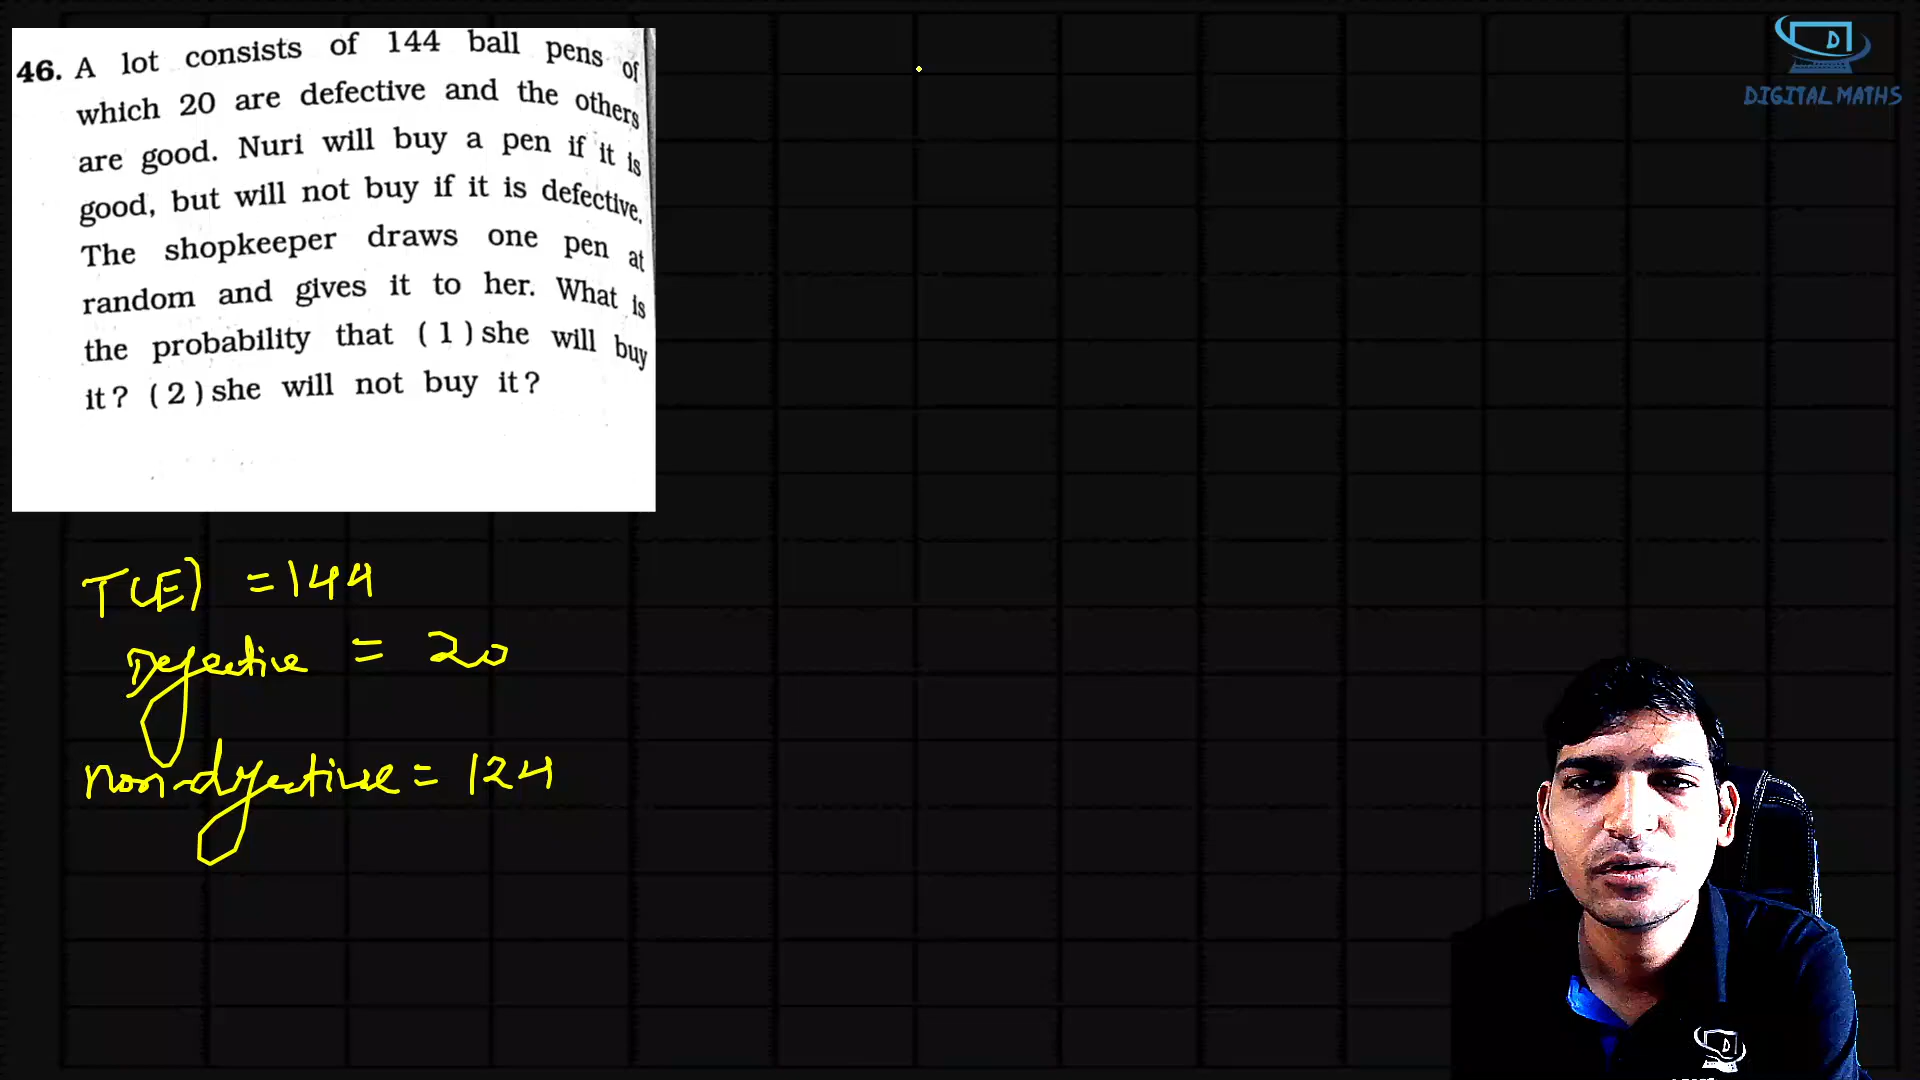 46. A lot consists of 144 ball pens of
which 20 are defective and the others
are good. Nuri will buy a pen if it is
good, but will not buy if it is defective.
The shopkeeper draws one pen at
random and gives it to her. What is
the probability that (1) she will buy
it? (2) she will not buy it?
T(E) = 144
Defective = 20
non-defective = 124
D
DIGITAL MATHS
D